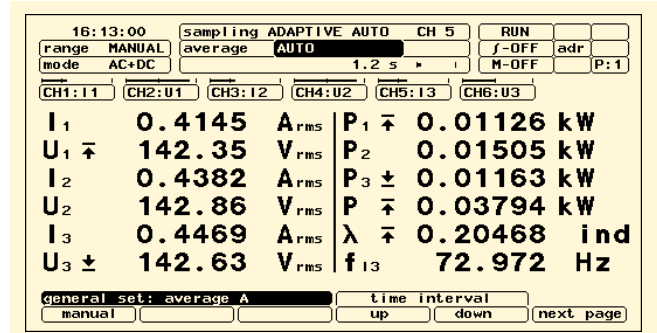 16:13:00 sampling ADAPTIVE AUTO CH 5 RUN
range MANUAL average AUTO ∫-OFF adr
mode AC+DC 1.2 s M-OFF P:1
CH1:I1 CH2:U1 CH3:I2 CH4:U2 CH5:I3 CH6:U3
I1 0.4145 Arms P1 0.01126 kW
U1 142.35 Vrms P2 0.01505 kW
I2 0.4382 Arms P3 0.01163 kW
U2 142.86 Vrms P 0.03794 kW
I3 0.4469 Arms λ 0.20468 ind
U3 142.63 Vrms f I3 72.972 Hz
general set: average A time interval
manual up down next page